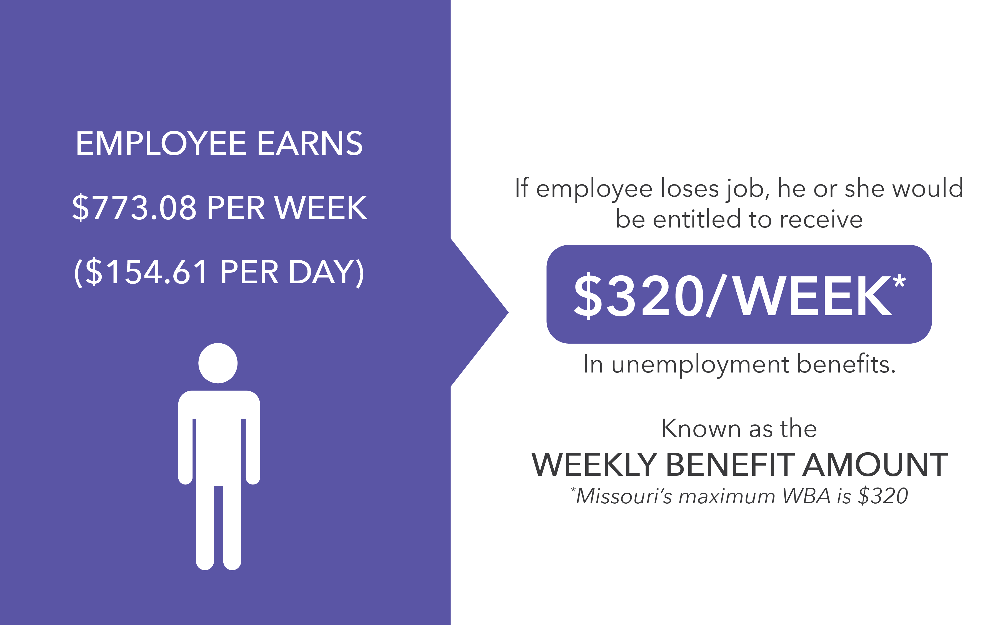 EMPLOYEE EARNS
$773.08 PER WEEK
($154.61 PER DAY)
If employee loses job, he or she would
be entitled to receive
$320/WEEK*
In unemployment benefits.
Known as the
WEEKLY BENEFIT AMOUNT
*Missouri’s maximum WBA is $320